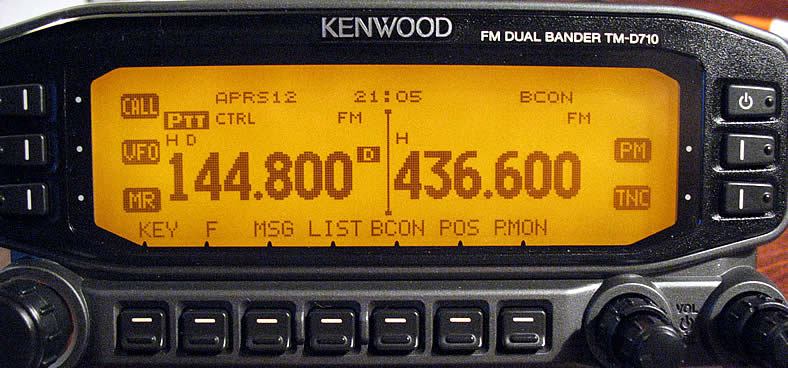 KENWOOD FM DUAL BANDER TM-D710
CALL APRS12 21:05 BCON
PTT CTRL FM FM
VFO H D D H PM
MR 144.800 436.600 TNC
KEY F MSG LIST BCON POS P.MON
VOL